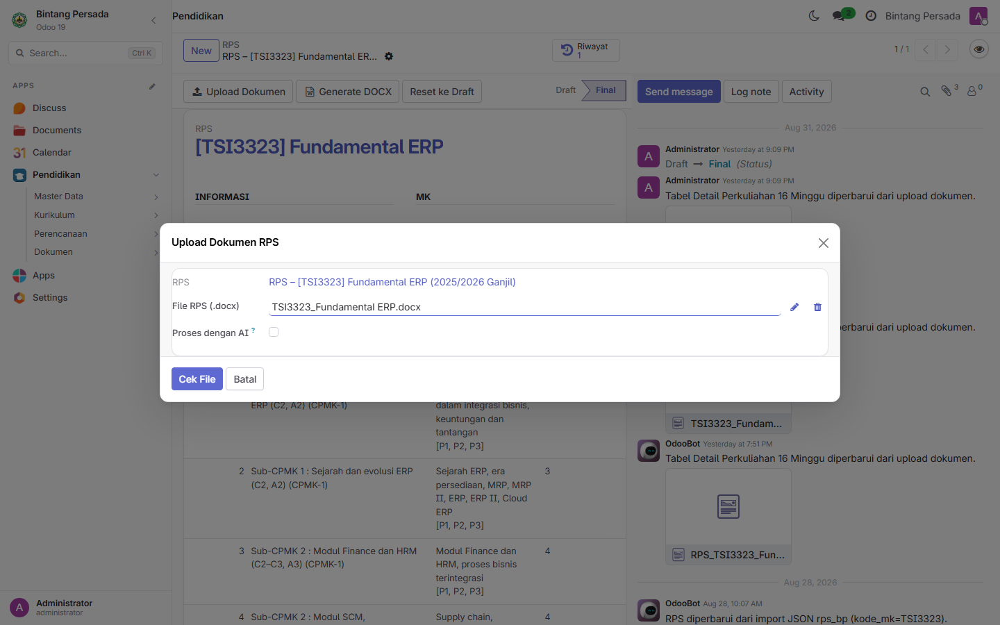 Bintang Persada
Odoo 19
Search...
Ctrl K
APPS
Discuss
Documents
31 Calendar
Pendidikan
Master Data
Kurikulum
Perencanaan
Dokumen
Apps
Settings
A
Administrator
administrator
Pendidikan
2
Bintang Persada
A
New
RPS
RPS – [TSI3323] Fundamental ER...
Riwayat
1
1 / 1
Upload Dokumen
Generate DOCX
Reset ke Draft
Draft
Final
Send message
Log note
Activity
3
0
RPS
[TSI3323] Fundamental ERP
INFORMASI
MK
Upload Dokumen RPS
RPS
RPS – [TSI3323] Fundamental ERP (2025/2026 Ganjil)
File RPS (.docx)
TSI3323_Fundamental ERP.docx
Proses dengan AI ?
Cek File
Batal
ERP (C2, A2) (CPMK-1)
dalam integrasi bisnis,
keuntungan dan
tantangan
[P1, P2, P3]
2
Sub-CPMK 1 : Sejarah dan evolusi ERP
(C2, A2) (CPMK-1)
Sejarah ERP, era
persediaan, MRP, MRP
II, ERP, ERP II, Cloud
ERP
[P1, P2, P3]
3
3
Sub-CPMK 2 : Modul Finance dan HRM
(C2–C3, A3) (CPMK-1)
Modul Finance dan
HRM, proses bisnis
terintegrasi
[P1, P2, P3]
4
4
Sub-CPMK 2 : Modul SCM,
Supply chain,
4
Aug 31, 2026
A
Administrator Yesterday at 9:09 PM
Draft → Final (Status)
A
Administrator Yesterday at 9:09 PM
Tabel Detail Perkuliahan 16 Minggu diperbarui dari upload dokumen.
erbarui dari upload dokumen.
TSI3323_Fundam...
OdooBot Yesterday at 7:51 PM
Tabel Detail Perkuliahan 16 Minggu diperbarui dari upload dokumen.
RPS_TSI3323_Fun...
Aug 28, 2026
OdooBot Aug 28, 10:07 AM
RPS diperbarui dari import JSON rps_bp (kode_mk=TSI3323).